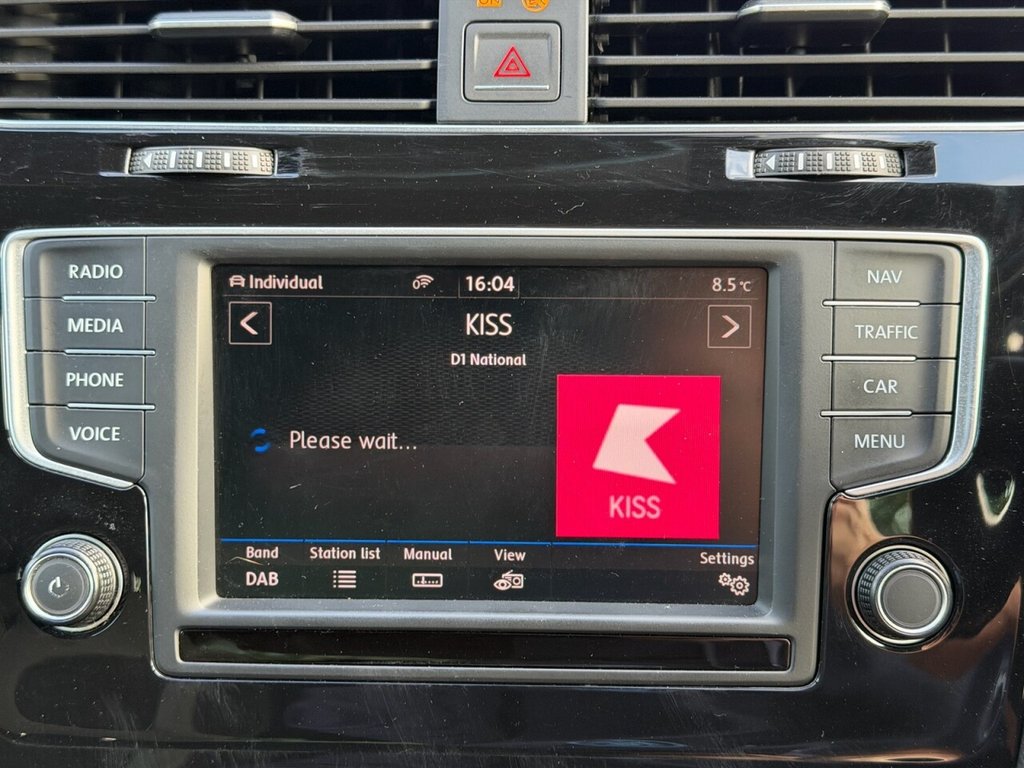 RADIO
MEDIA
PHONE
VOICE
Individual
0
16:04
8.5 °C
KISS
D1 National
Please wait...
KISS
Band
Station list
Manual
View
Settings
DAB
NAV
TRAFFIC
CAR
MENU